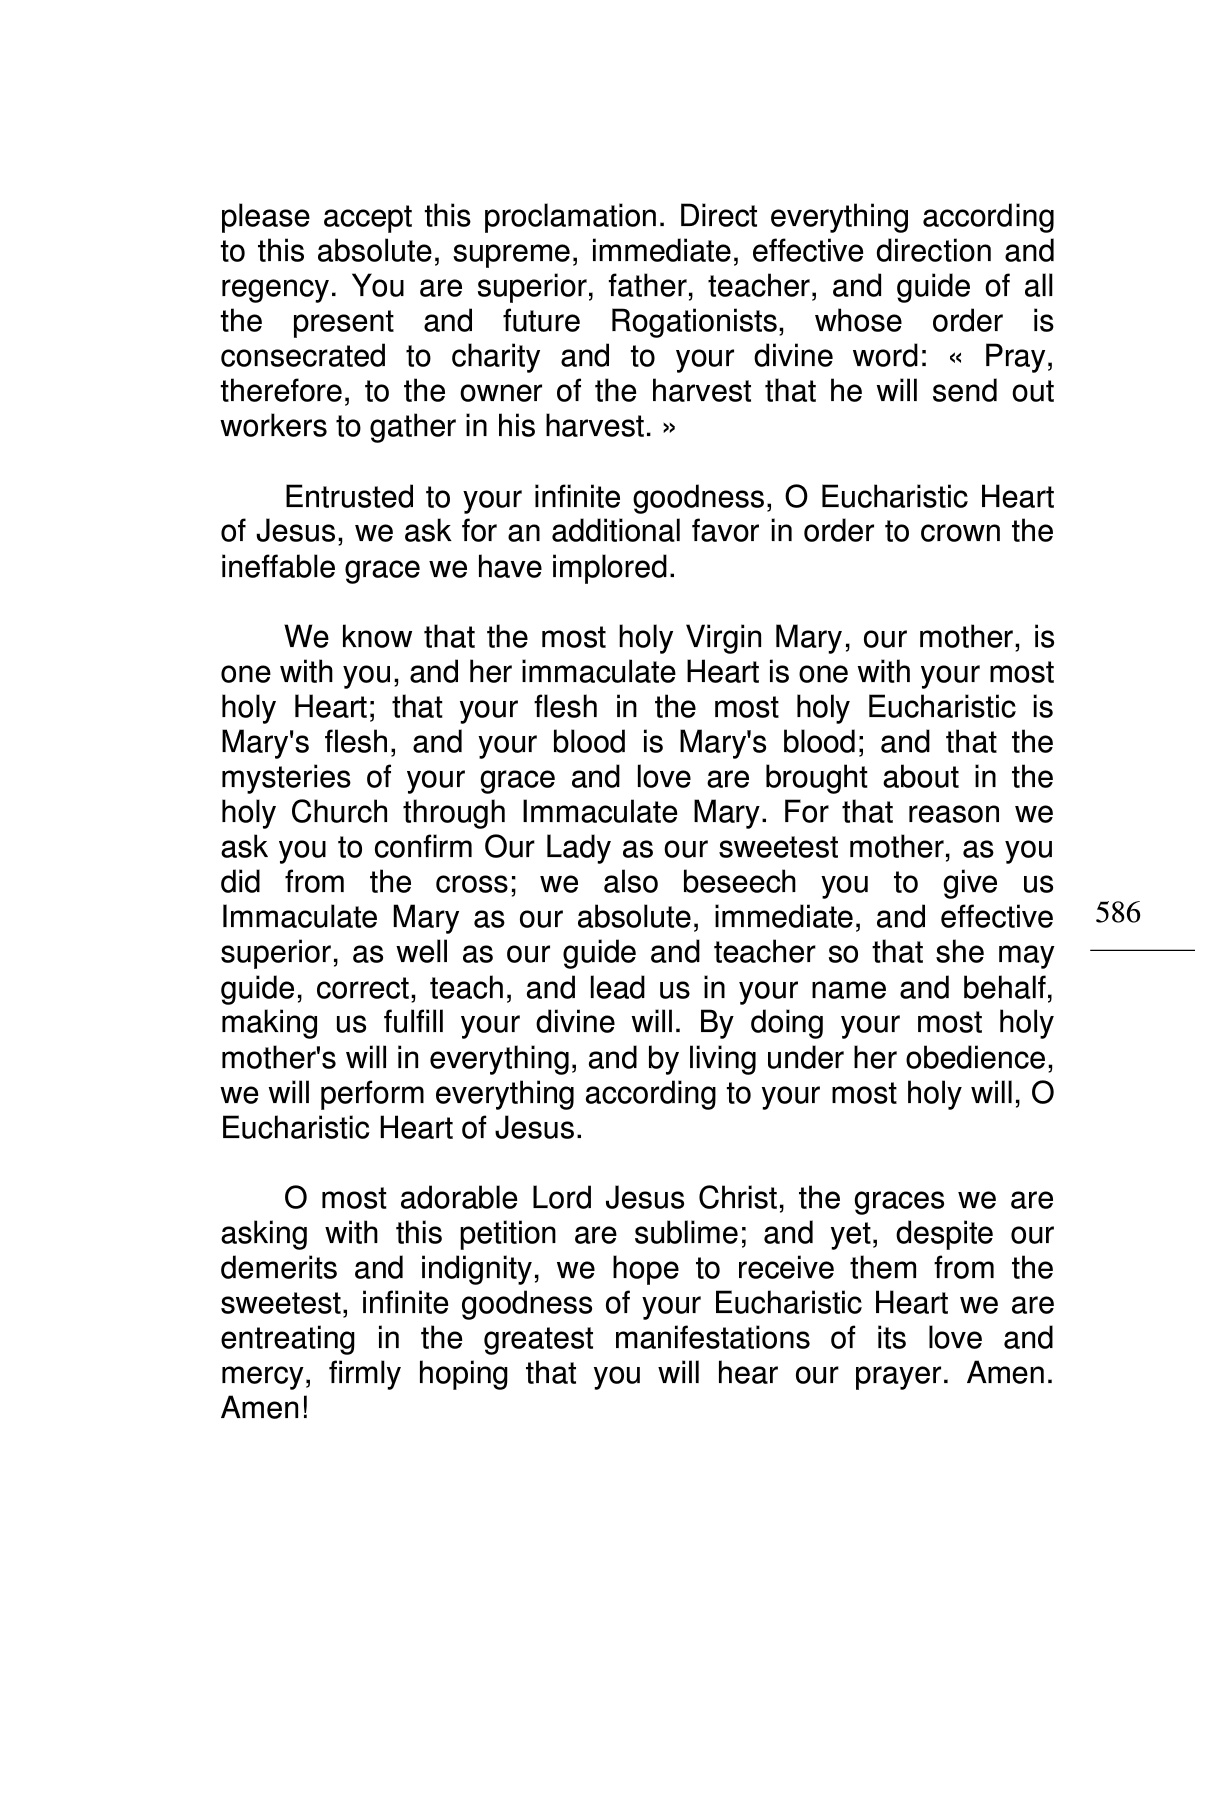 please accept this proclamation. Direct everything according
to this absolute, supreme, immediate, effective direction and
regency. You are superior, father, teacher, and guide of all
the present and future Rogationists, whose order is
consecrated to charity and to your divine word: « Pray,
therefore, to the owner of the harvest that he will send out
workers to gather in his harvest. »
Entrusted to your infinite goodness, O Eucharistic Heart
of Jesus, we ask for an additional favor in order to crown the
ineffable grace we have implored.
We know that the most holy Virgin Mary, our mother, is
one with you, and her immaculate Heart is one with your most
holy Heart; that your flesh in the most holy Eucharistic is
Mary's flesh, and your blood is Mary's blood; and that the
mysteries of your grace and love are brought about in the
holy Church through Immaculate Mary. For that reason we
ask you to confirm Our Lady as our sweetest mother, as you
did from the cross; we also beseech you to give us
Immaculate Mary as our absolute, immediate, and effective
superior, as well as our guide and teacher so that she may
guide, correct, teach, and lead us in your name and behalf,
making us fulfill your divine will. By doing your most holy
mother's will in everything, and by living under her obedience,
we will perform everything according to your most holy will, O
Eucharistic Heart of Jesus.
O most adorable Lord Jesus Christ, the graces we are
asking with this petition are sublime; and yet, despite our
demerits and indignity, we hope to receive them from the
sweetest, infinite goodness of your Eucharistic Heart we are
entreating in the greatest manifestations of its love and
mercy, firmly hoping that you will hear our prayer. Amen.
Amen!
586